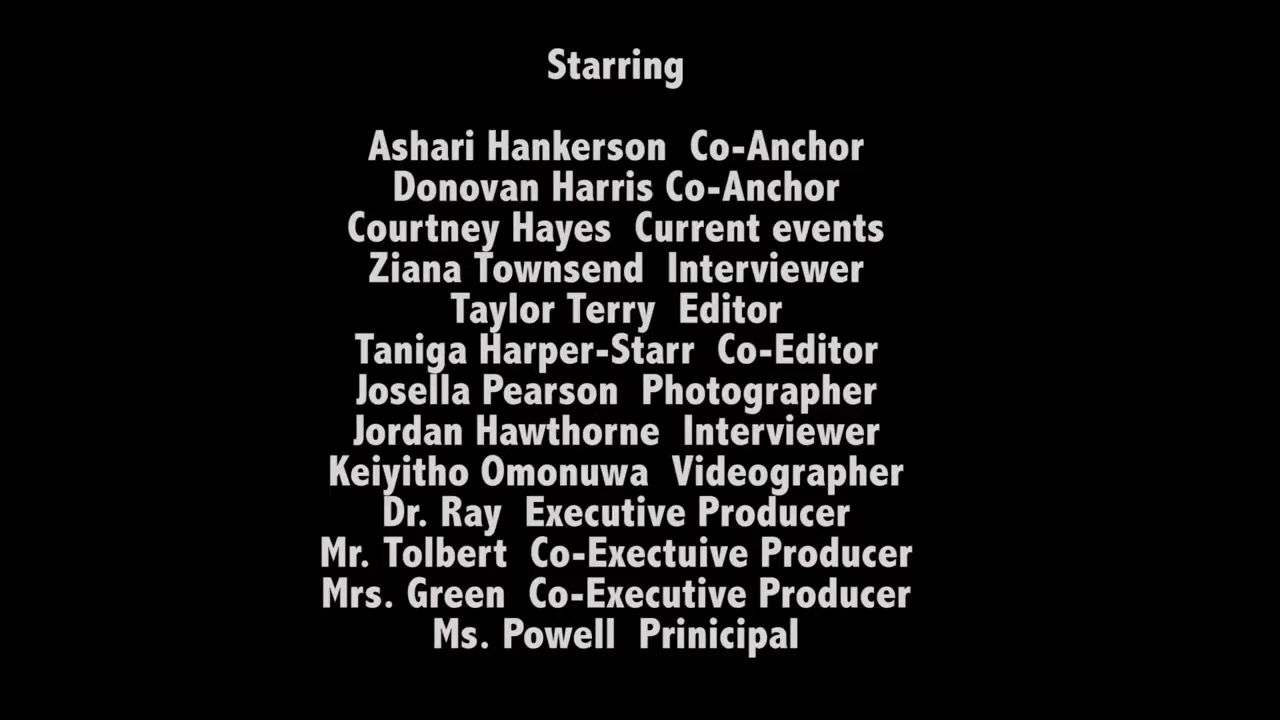 Starring
Ashari Hankerson  Co-Anchor
Donovan Harris Co-Anchor
Courtney Hayes  Current events
Ziana Townsend  Interviewer
Taylor Terry  Editor
Taniga Harper-Starr  Co-Editor
Josella Pearson  Photographer
Jordan Hawthorne  Interviewer
Keiyitho Omonuwa  Videographer
Dr. Ray  Executive Producer
Mr. Tolbert  Co-Exectuive Producer
Mrs. Green  Co-Executive Producer
Ms. Powell  Prinicipal